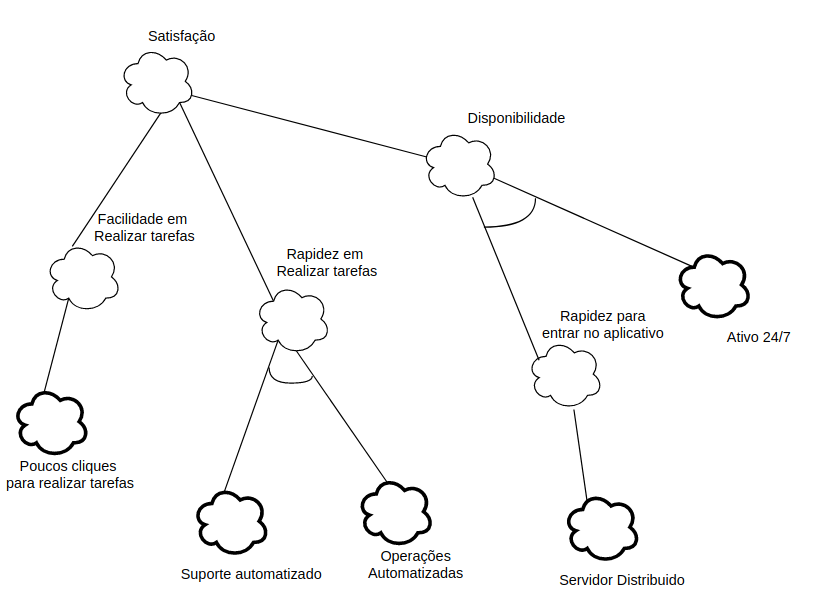 Satisfação
Disponibilidade
Facilidade em
Realizar tarefas
Rapidez em
Realizar tarefas
Rapidez para
entrar no aplicativo
Ativo 24/7
Poucos cliques
para realizar tarefas
Suporte automatizado
Operações
Automatizadas
Servidor Distribuido